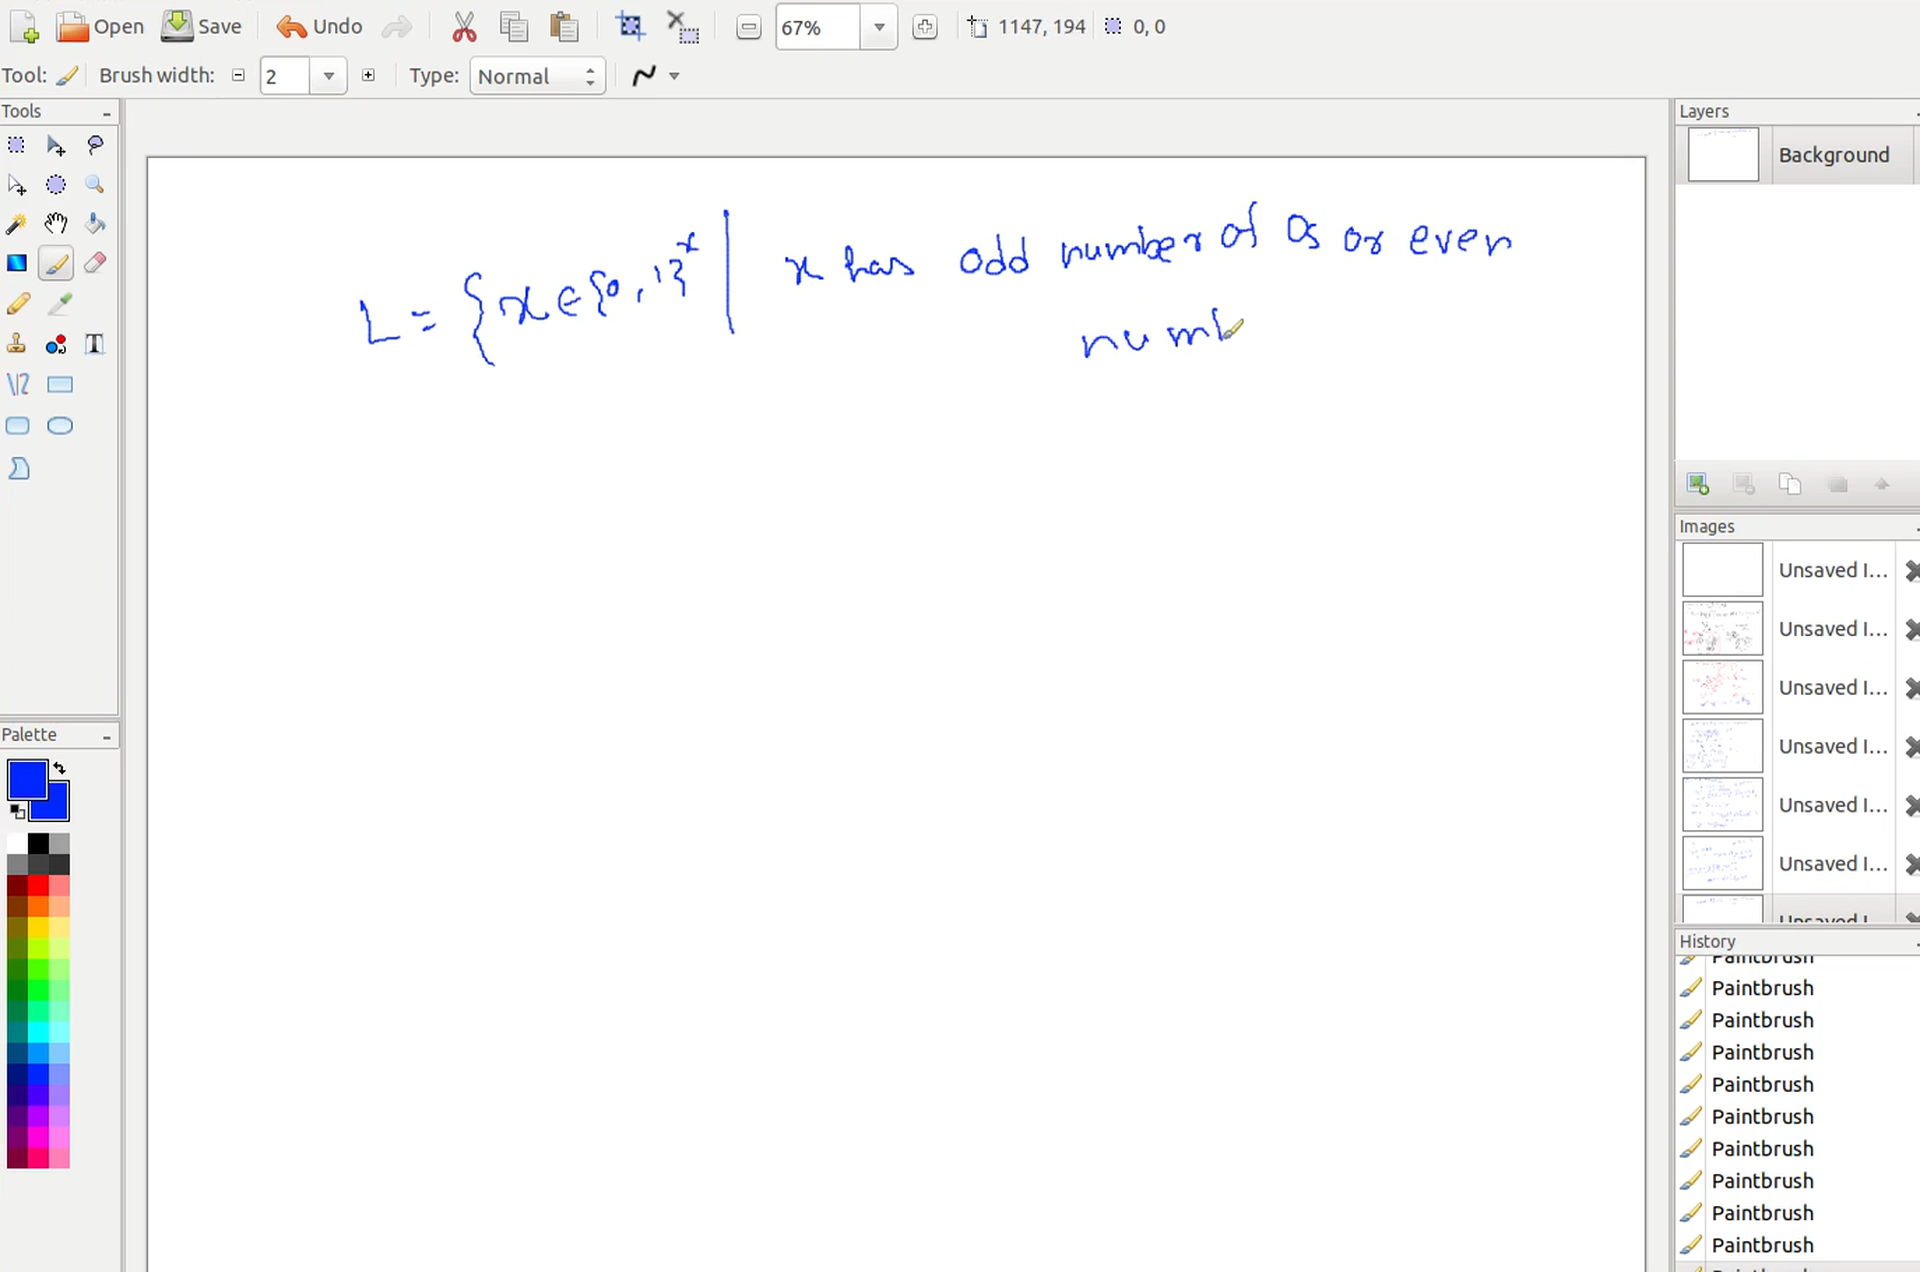 Open Save Undo 67% 1147, 194 0, 0
Tool: Brush width: 2 Type: Normal
Tools
Layers
Background
L = {x ∈ {0, 1}* | x has odd number of 0s or even
num
Images
Unsaved I...
Unsaved I...
Unsaved I...
Unsaved I...
Unsaved I...
Unsaved I...
Unsaved I
Palette
History
Paintbrush
Paintbrush
Paintbrush
Paintbrush
Paintbrush
Paintbrush
Paintbrush
Paintbrush
Paintbrush
Paintbrush